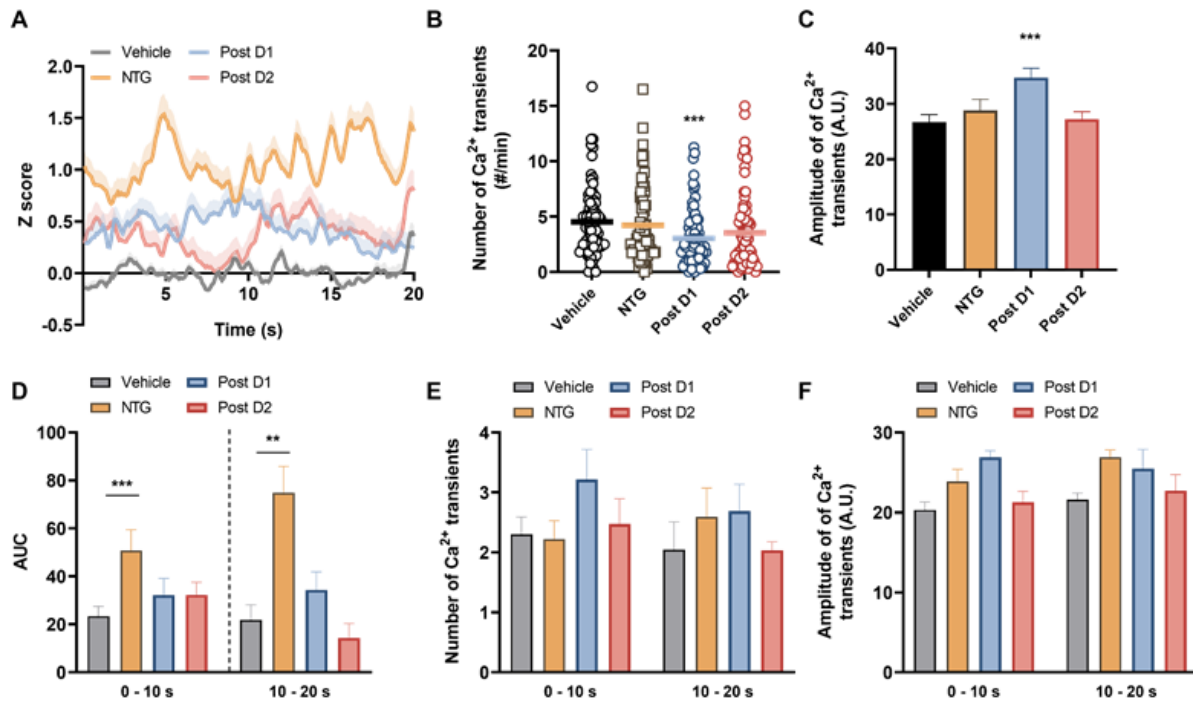 A
Vehicle
Post D1
NTG
Post D2
Z score
2.0
1.5
1.0
0.5
0.0
-0.5
5
10
15
20
Time (s)
B
Number of Ca2+ transients
(#/min)
20
15
10
5
0
***
Vehicle
NTG
Post D1
Post D2
C
Amplitude of of Ca2+
transients (A.U.)
40
30
20
10
0
***
Vehicle
NTG
Post D1
Post D2
D
Vehicle
Post D1
NTG
Post D2
AUC
100
80
60
40
20
0
***
**
0 - 10 s
10 - 20 s
E
Vehicle
Post D1
NTG
Post D2
Number of Ca2+ transients
4
3
2
1
0
0 - 10 s
10 - 20 s
F
Vehicle
Post D1
NTG
Post D2
Amplitude of of Ca2+
transients (A.U.)
30
20
10
0
0 - 10 s
10 - 20 s